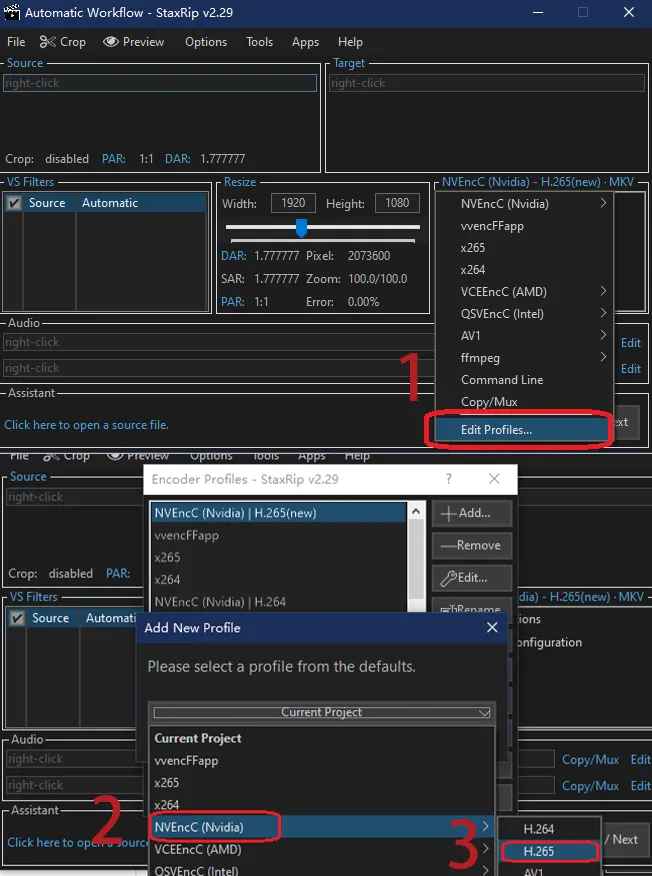 Automatic Workflow - StaxRip v2.29
File Crop Preview Options Tools Apps Help
Source
right-click
Crop: disabled PAR: 1:1 DAR: 1.777777
Target
right-click
VS Filters
Source Automatic
Resize
Width: 1920 Height: 1080
DAR: 1.777777 Pixel: 2073600
SAR: 1.777777 Zoom: 100.0/100.0
PAR: 1:1 Error: 0.00%
NVEncC (Nvidia) - H.265(new) · MKV
NVEncC (Nvidia)
vvencFFapp
x265
x264
VCEEncC (AMD)
QSVEncC (Intel)
AV1
ffmpeg
Command Line
Copy/Mux
Edit Profiles...
1
Audio
right-click
Edit
right-click
Edit
Assistant
Click here to open a source file.
ext
File Crop Preview Options Tools Apps Help
Source
right-click
Crop: disabled PAR:
VS Filters
Source Automati
Encoder Profiles - StaxRip v2.29
?
NVEncC (Nvidia) | H.265(new)
vvencFFapp
x265
x264
NVEncC (Nvidia) | H.264
Add...
Remove
Edit...
Rename
dia) - H.265(new) · MKV
ions
onfiguration
Add New Profile
Please select a profile from the defaults.
Current Project
Current Project
vvencFFapp
x265
x264
NVEncC (Nvidia)
VCEEncC (AMD)
QSVEncC (Intel)
2
3
H.264
H.265
AV1
Audio
right-click
Copy/Mux Edit
right-click
Copy/Mux Edit
Assistant
Click here to open a source
/ Next